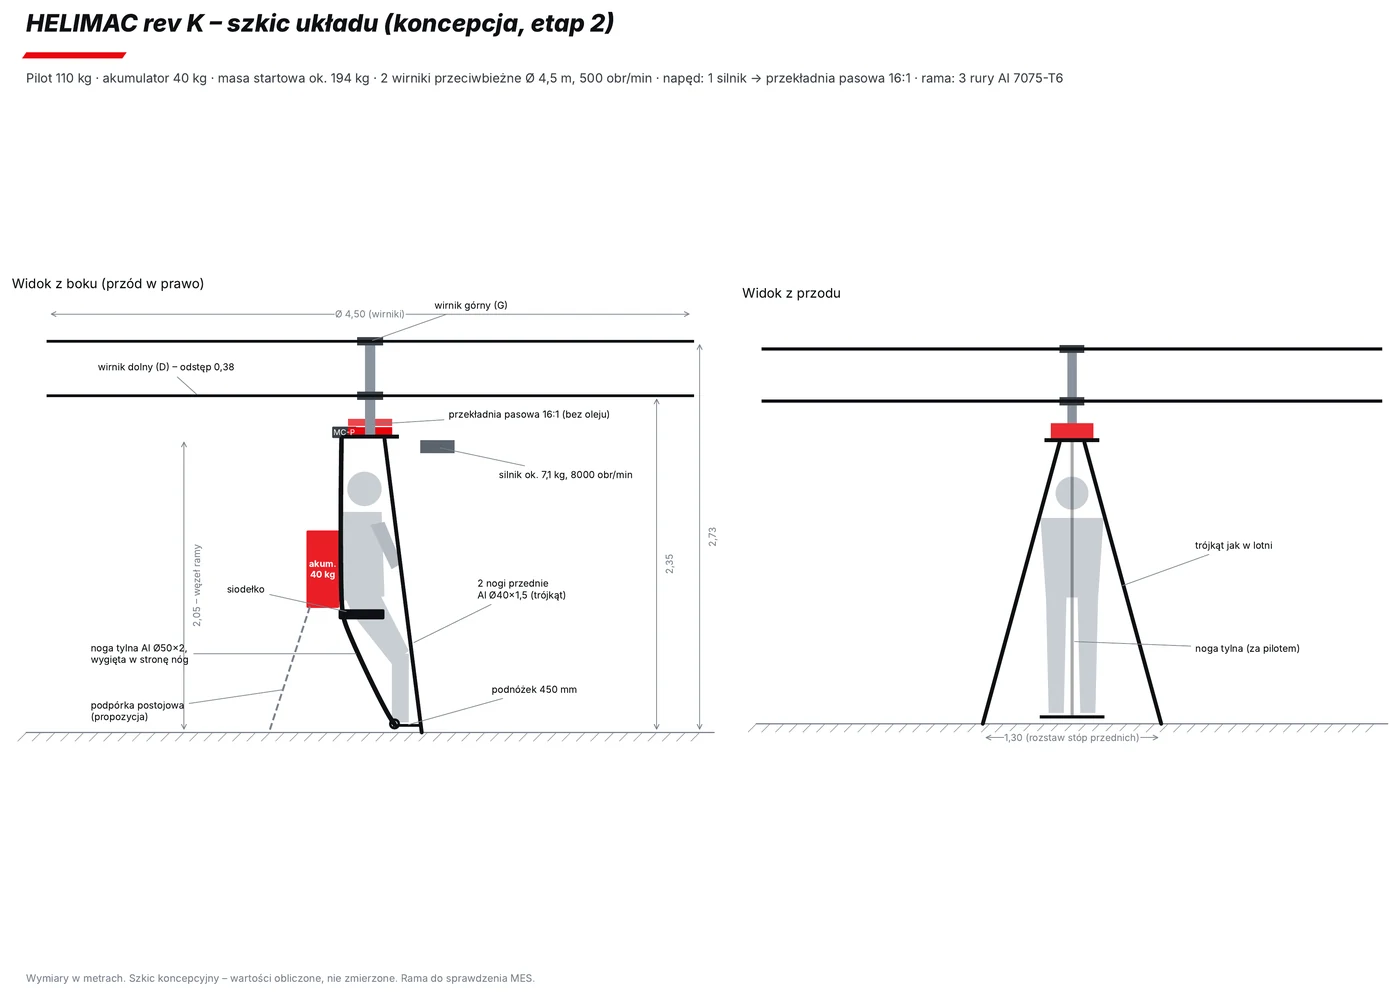 HELIMAC rev K – szkic układu (koncepcja, etap 2)
Pilot 110 kg · akumulator 40 kg · masa startowa ok. 194 kg · 2 wirniki przeciwbieżne Ø 4,5 m, 500 obr/min · napęd: 1 silnik → przekładnia pasowa 16:1 · rama: 3 rury Al 7075-T6
Widok z boku (przód w prawo)
wirnik górny (G)
Ø 4,50 (wirniki)
wirnik dolny (D) – odstęp 0,38
przekładnia pasowa 16:1 (bez oleju)
MC-P
silnik ok. 7,1 kg, 8000 obr/min
2,73
2,35
akum.
40 kg
2,05 – węzeł ramy
siodełko
2 nogi przednie
Al Ø40×1,5 (trójkąt)
noga tylna Al Ø50×2,
wygięta w stronę nóg
podnóżek 450 mm
podpórka postojowa
(propozycja)
Widok z przodu
trójkąt jak w lotni
noga tylna (za pilotem)
1,30 (rozstaw stóp przednich)
Wymiary w metrach. Szkic koncepcyjny – wartości obliczone, nie zmierzone. Rama do sprawdzenia MES.